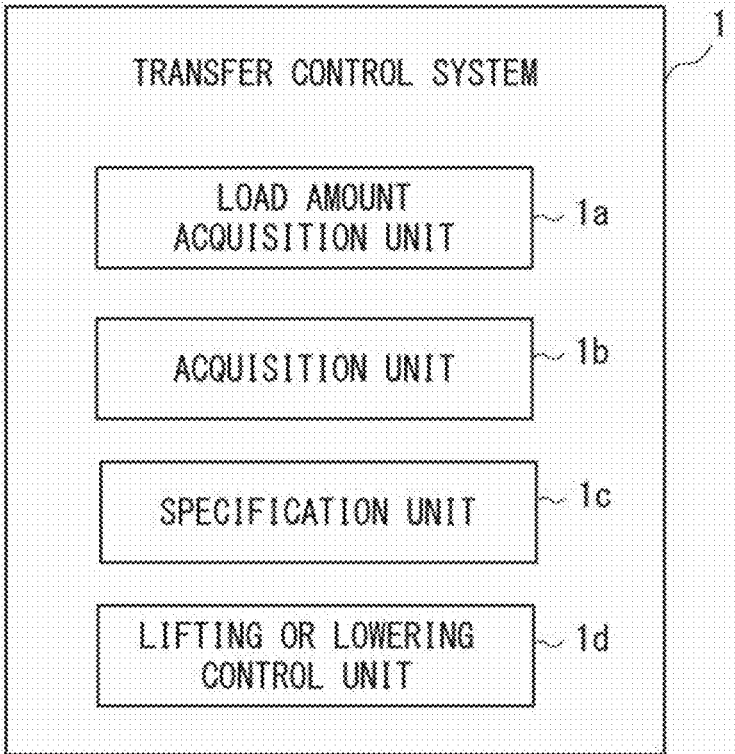 1
TRANSFER CONTROL SYSTEM
LOAD AMOUNT
ACQUISITION UNIT
1a
ACQUISITION UNIT
1b
SPECIFICATION UNIT
1c
LIFTING OR LOWERING
CONTROL UNIT
1d